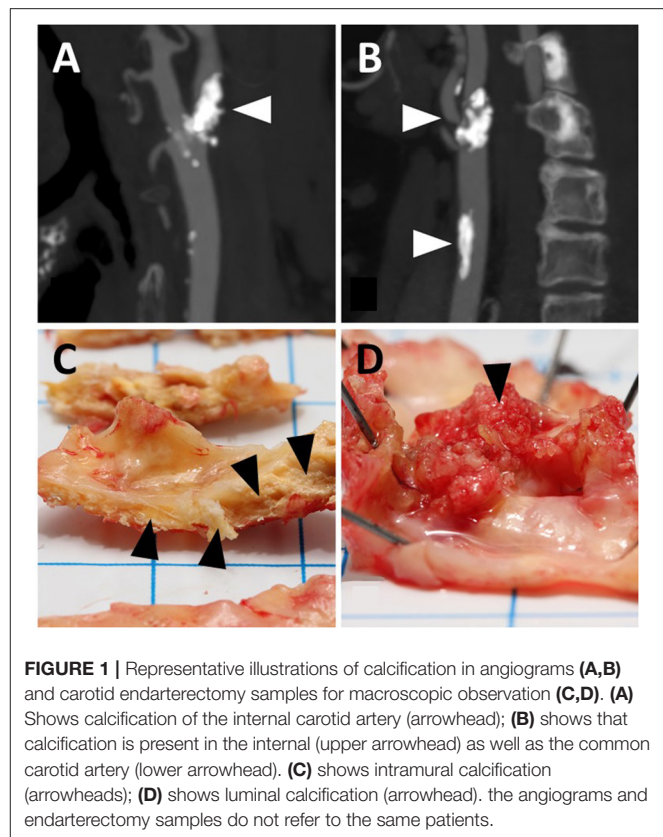 A
B
C
D
FIGURE 1 | Representative illustrations of calcification in angiograms (A,B)
and carotid endarterectomy samples for macroscopic observation (C,D). (A)
Shows calcification of the internal carotid artery (arrowhead); (B) shows that
calcification is present in the internal (upper arrowhead) as well as the common
carotid artery (lower arrowhead). (C) shows intramural calcification
(arrowheads); (D) shows luminal calcification (arrowhead). the angiograms and
endarterectomy samples do not refer to the same patients.